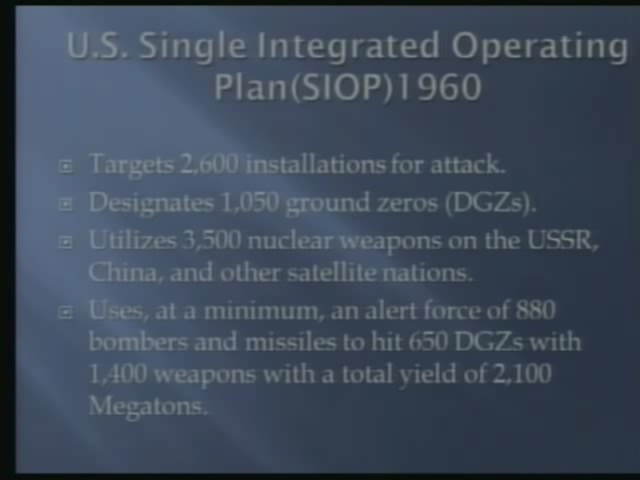 U.S. Single Integrated Operating
Plan(SIOP)1960
Targets 2,600 installations for attack.
Designates 1,050 ground zeros (DGZs).
Utilizes 3,500 nuclear weapons on the USSR,
China, and other satellite nations.
Uses, at a minimum, an alert force of 880
bombers and missiles to hit 650 DGZs with
1,400 weapons with a total yield of 2,100
Megatons.